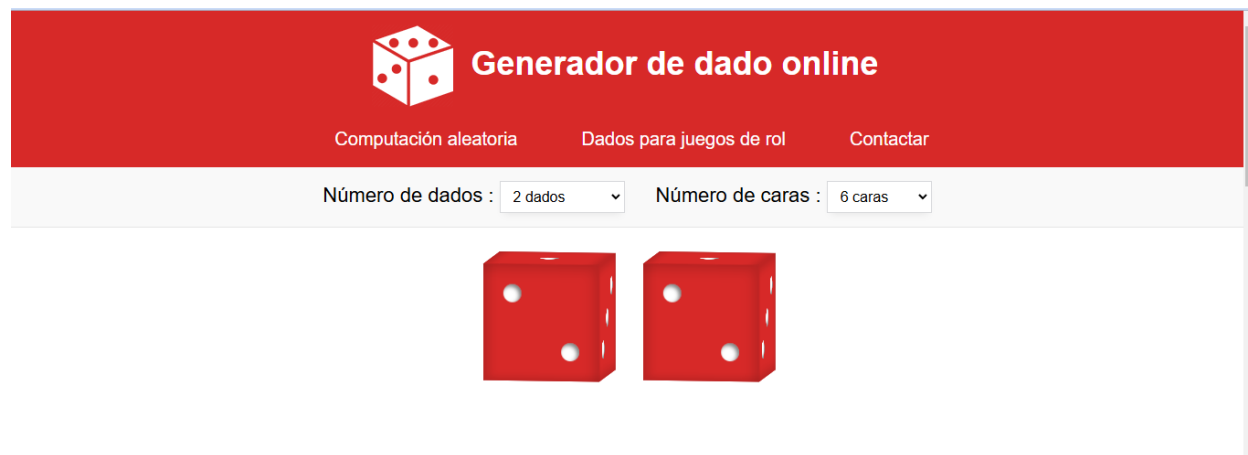 Generador de dado online
Computación aleatoria Dados para juegos de rol Contactar
Número de dados : 2 dados Número de caras : 6 caras